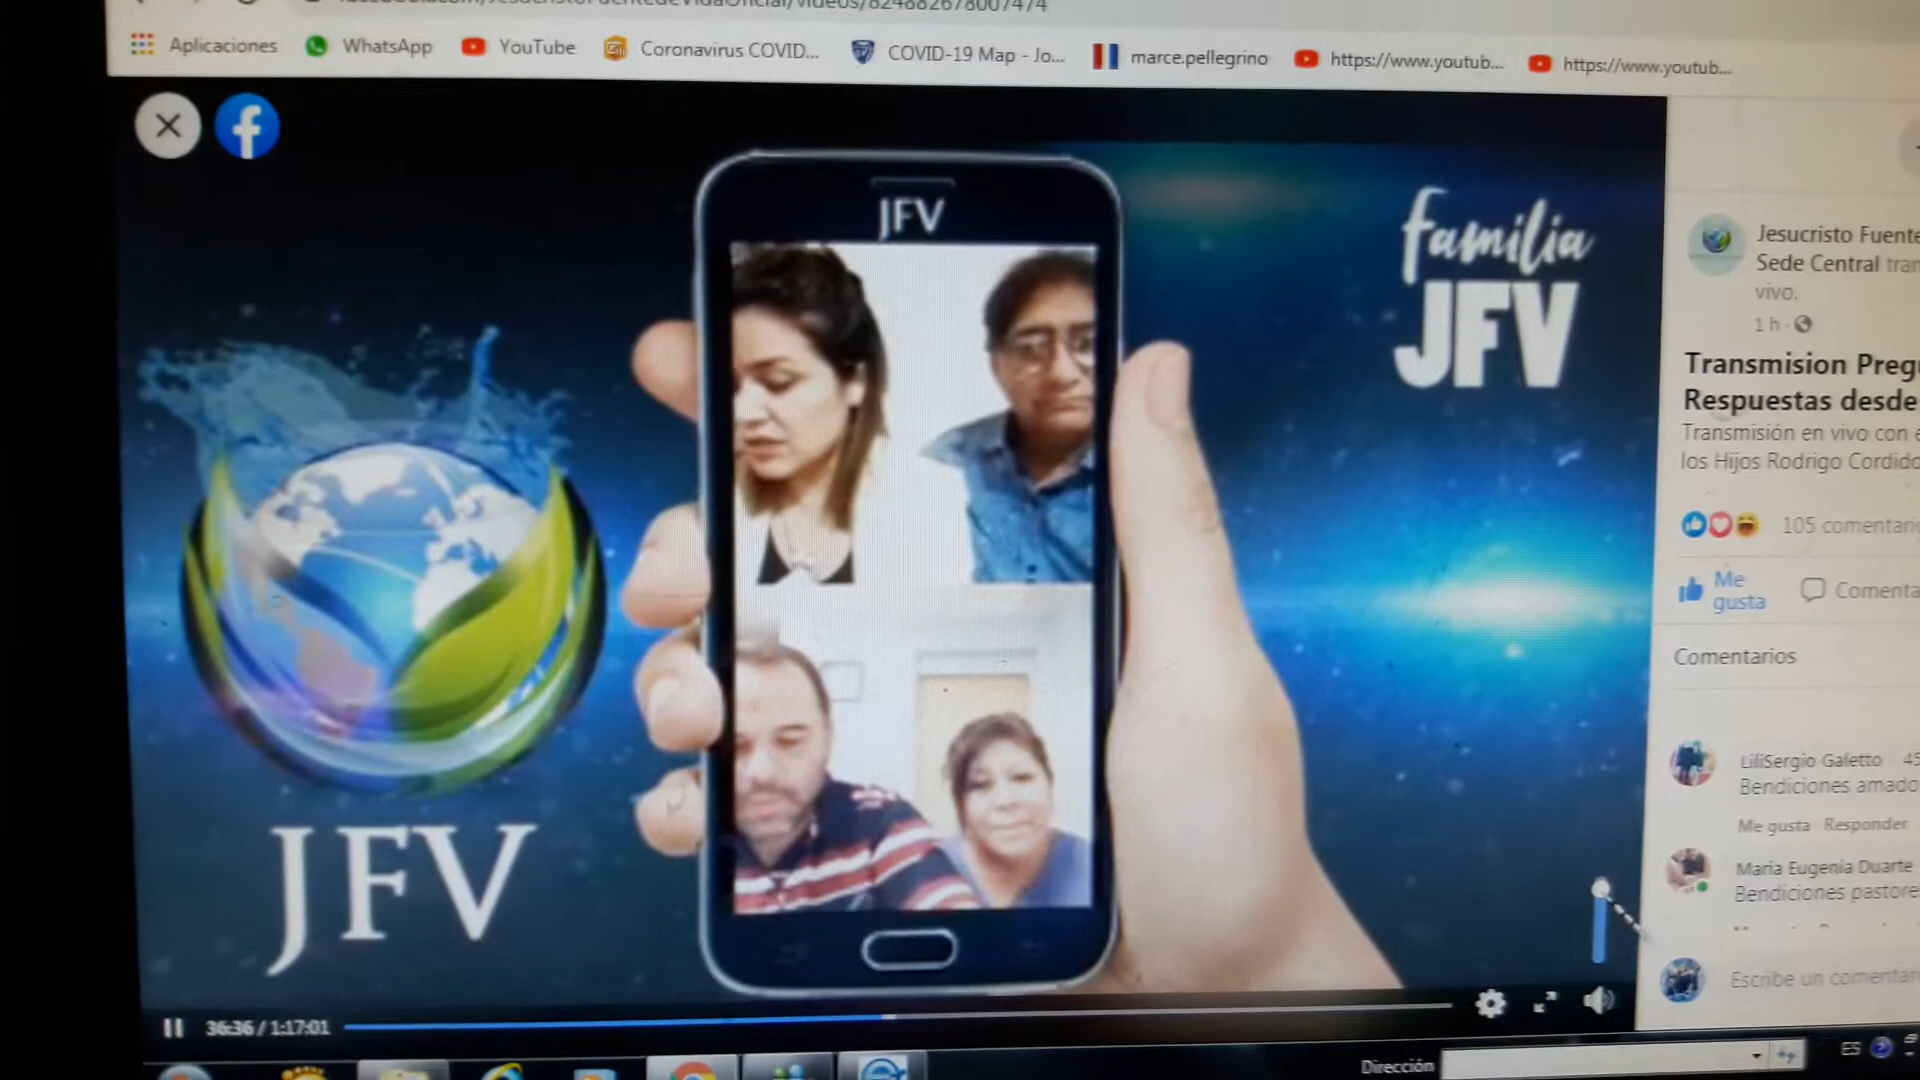 Aplicaciones WhatsApp YouTube Coronavirus COVID... COVID-19 Map - Jo... marce.pellegrino https://www.youtub... https://www.youtub...
JFV
familia
JFV
JFV
36:36 / 1:17:01
Jesucristo Fuente
Sede Central tran
vivo.
1 h
Transmision Preg
Respuestas desde
Transmisión en vivo con e
los Hijos Rodrigo Cordido
105 comentario
Me gusta
Comenta
Comentarios
LiliSergio Galetto 45
Bendiciones amado
Me gusta Responder
Maria Eugenia Duarte
Bendiciones pastore
Escribe un comentar
Dirección
ES